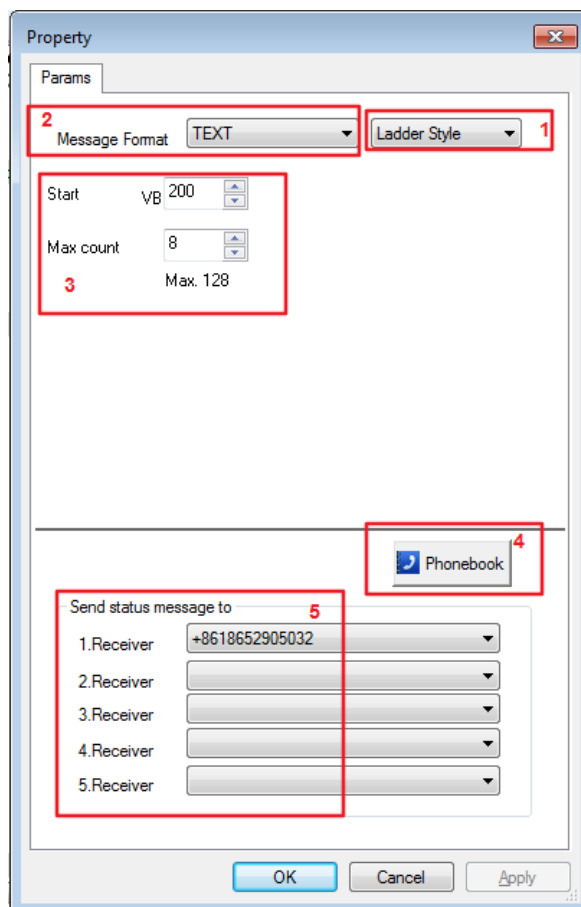 Property
Params
2
Message Format TEXT Ladder Style 1
Start VB 200
Max count 8
3 Max. 128
4
Phonebook
Send status message to 5
1.Receiver +8618652905032
2.Receiver
3.Receiver
4.Receiver
5.Receiver
OK Cancel Apply